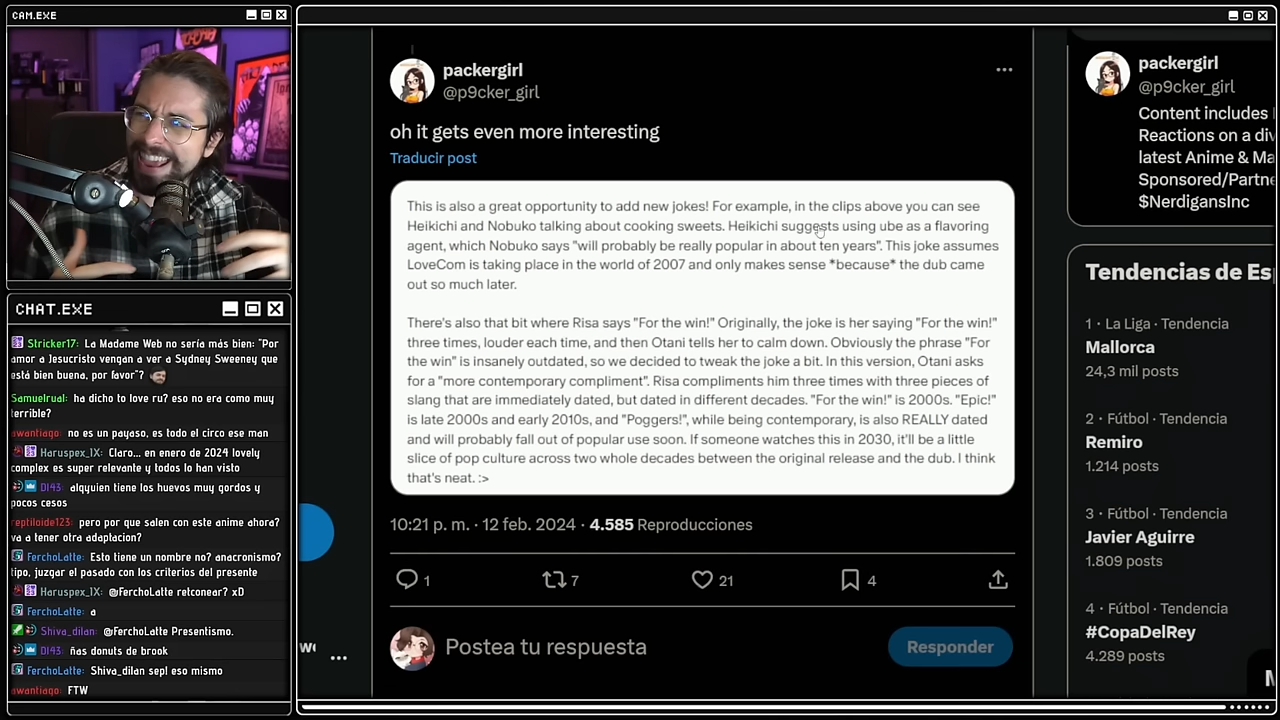 CAM.EXE
packergirl
@p9cker_girl
oh it gets even more interesting
Traducir post
This is also a great opportunity to add new jokes! For example, in the clips above you can see
Heikichi and Nobuko talking about cooking sweets. Heikichi suggests using ube as a flavoring
agent, which Nobuko says "will probably be really popular in about ten years". This joke assumes
LoveCom is taking place in the world of 2007 and only makes sense *because* the dub came
out so much later.
There's also that bit where Risa says "For the win!" Originally, the joke is her saying "For the win!"
three times, louder each time, and then Otani tells her to calm down. Obviously the phrase "For
the win" is insanely outdated, so we decided to tweak the joke a bit. In this version, Otani asks
for a "more contemporary compliment". Risa compliments him three times with three pieces of
slang that are immediately dated, but dated in different decades. "For the win!" is 2000s. "Epic!"
is late 2000s and early 2010s, and "Poggers!", while being contemporary, is also REALLY dated
and will probably fall out of popular use soon. If someone watches this in 2030, it'll be a little
slice of pop culture across two whole decades between the original release and the dub. I think
that's neat. :>
10:21 p. m. · 12 feb. 2024 · 4.585 Reproducciones
1
7
21
4
Postea tu respuesta
Responder
packergirl
@p9cker_girl
Content includes
Reactions on a div
latest Anime & Ma
Sponsored/Partne
$NerdigansInc
Tendencias de Es
1 · La Liga · Tendencia
Mallorca
24,3 mil posts
2 · Fútbol · Tendencia
Remiro
1.214 posts
3 · Fútbol · Tendencia
Javier Aguirre
1.809 posts
4 · Fútbol · Tendencia
#CopaDelRey
4.289 posts
CHAT.EXE
Stricker17: La Madame Web no sería más bien: "Por
amor a Jesucristo vengan a ver a Sydney Sweeney que
está bien buena, por favor"?
Samuelrual: ha dicho to love ru? eso no era como muy
terrible?
awantiago: no es un payaso, es todo el circo ese man
Haruspex_1X: Claro... en enero de 2024 lovely
complex es super relevante y todos lo han visto
DI43: alqyuien tiene los huevos muy gordos y
pocos cesos
reptiloide123: pero por que salen con este anime ahora?
va a tener otra adaptacion?
FerchoLatte: Esto tiene un nombre no? anacronismo?
tipo, juzgar el pasado con los criterios del presente
Haruspex_1X: @FerchoLatte retconear? xD
FerchoLatte: a
Shiva_dilan: @FerchoLatte Presentismo.
DI43: ñas donuts de brook
FerchoLatte: Shiva_dilan sepl eso mismo
awantiago: FTW